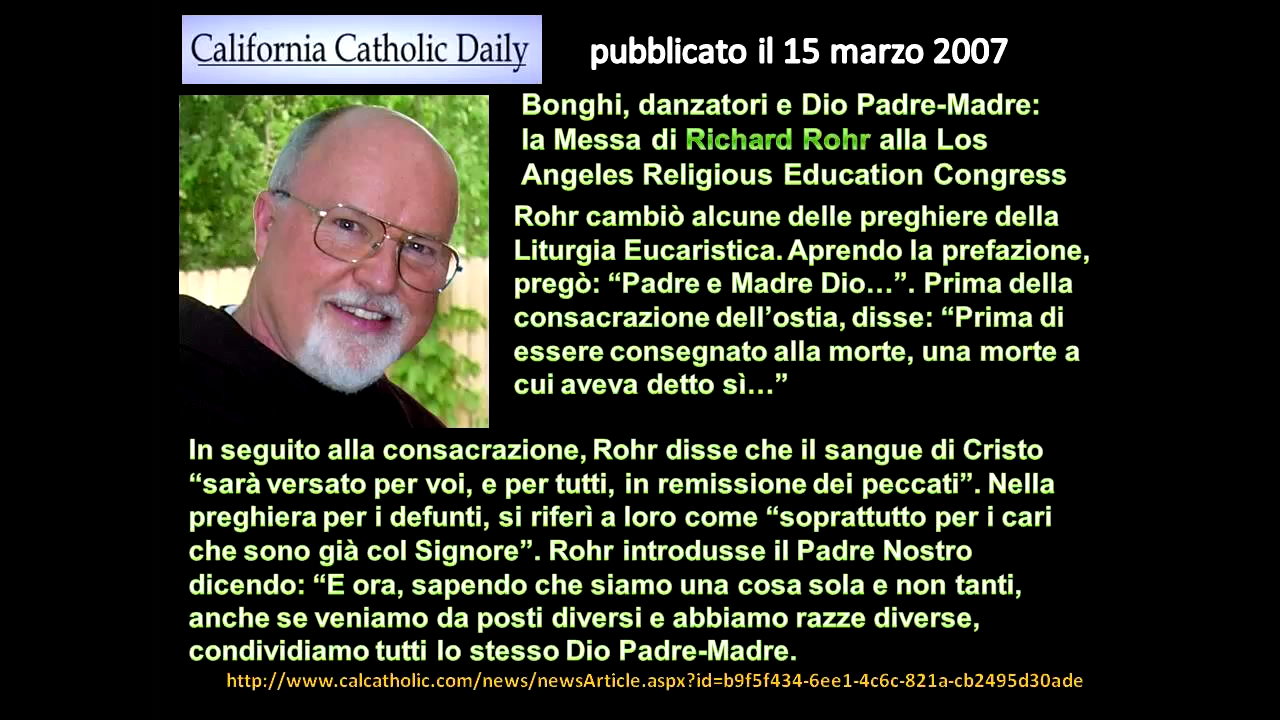 California Catholic Daily
pubblicato il 15 marzo 2007
Bonghi, danzatori e Dio Padre-Madre:
la Messa di Richard Rohr alla Los
Angeles Religious Education Congress
Rohr cambiò alcune delle preghiere della
Liturgia Eucaristica. Aprendo la prefazione,
pregò: “Padre e Madre Dio…”. Prima della
consacrazione dell’ostia, disse: “Prima di
essere consegnato alla morte, una morte a
cui aveva detto sì…”
In seguito alla consacrazione, Rohr disse che il sangue di Cristo
“sarà versato per voi, e per tutti, in remissione dei peccati”. Nella
preghiera per i defunti, si riferì a loro come “soprattutto per i cari
che sono già col Signore”. Rohr introdusse il Padre Nostro
dicendo: “E ora, sapendo che siamo una cosa sola e non tanti,
anche se veniamo da posti diversi e abbiamo razze diverse,
condividiamo tutti lo stesso Dio Padre-Madre.
http://www.calcatholic.com/news/newsArticle.aspx?id=b9f5f434-6ee1-4c6c-821a-cb2495d30ade